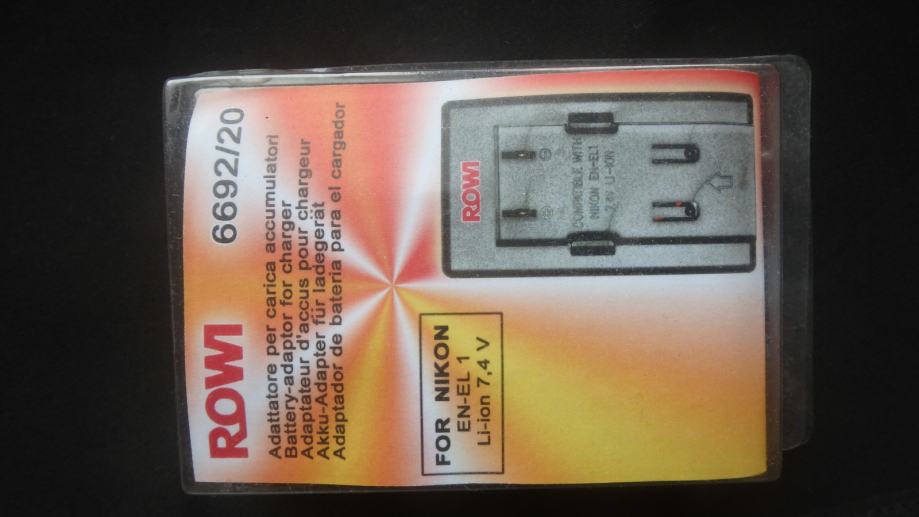 ROWI 6692/20
Adattatore per carica accumulatori
Battery-adaptor for charger
Adaptateur d'accus pour chargeur
Akku-Adapter für ladegerät
Adaptador de bateria para el cargador
FOR NIKON
EN-EL 1
Li-ion 7,4 V
ROWI
COMPATIBLE WITH
NIKON EN-EL1
7,4V LI-ION